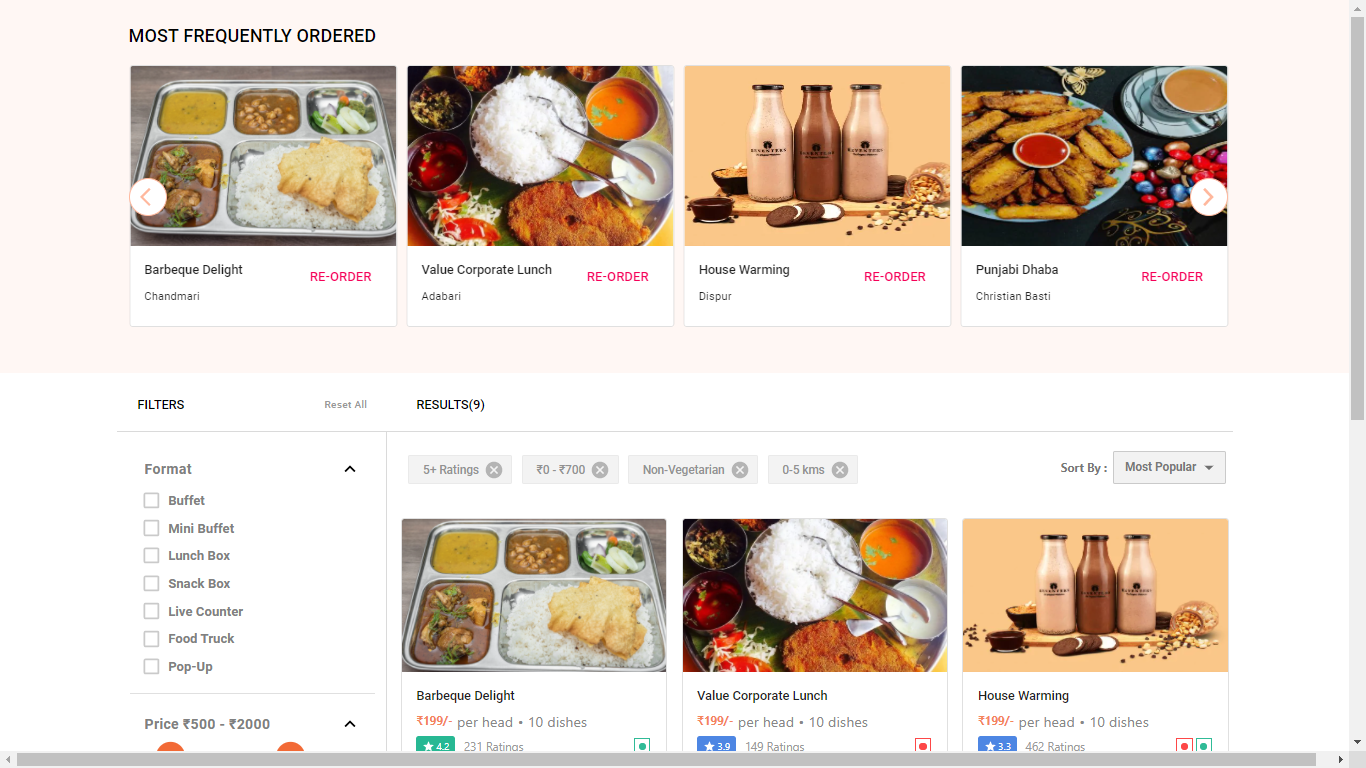 MOST FREQUENTLY ORDERED
Barbeque Delight
RE-ORDER
Chandmari
Value Corporate Lunch
RE-ORDER
Adabari
House Warming
RE-ORDER
Dispur
Punjabi Dhaba
RE-ORDER
Christian Basti
FILTERS
Reset All
RESULTS(9)
Format
Buffet
Mini Buffet
Lunch Box
Snack Box
Live Counter
Food Truck
Pop-Up
Price ₹500 - ₹2000
5+ Ratings
₹0 - ₹700
Non-Vegetarian
0-5 kms
Sort By :
Most Popular
Barbeque Delight
₹199/- per head • 10 dishes
4.2 231 Ratings
Value Corporate Lunch
₹199/- per head • 10 dishes
3.9 149 Ratings
House Warming
₹199/- per head • 10 dishes
3.3 462 Ratings